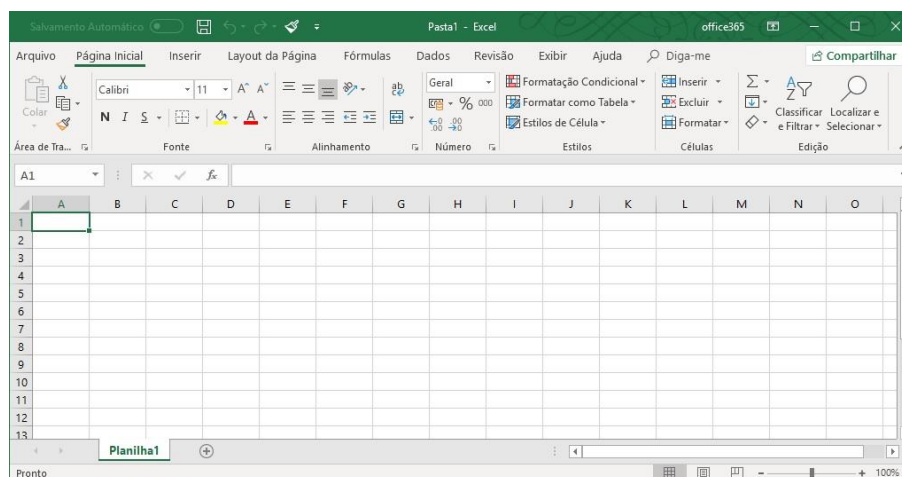 Salvamento Automático Pasta1 - Excel office365
Arquivo Página Inicial Inserir Layout da Página Fórmulas Dados Revisão Exibir Ajuda Diga-me Compartilhar
Colar
Calibri 11 A A
N I S A
ab
Geral
% 000
Formatação Condicional
Formatar como Tabela
Estilos de Célula
Inserir
Excluir
Formatar
Σ
Classificar e Filtrar
Localizar e Selecionar
Área de Tra... Fonte Alinhamento Número Estilos Células Edição
A1 fx
A B C D E F G H I J K L M N O
1
2
3
4
5
6
7
8
9
10
11
12
13
Planilha1
Pronto 100%